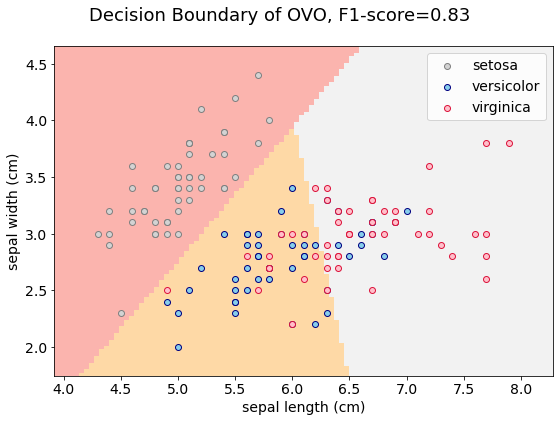 Decision Boundary of OVO, F1-score=0.83
setosa
versicolor
virginica
sepal width (cm)
4.5
4.0
3.5
3.0
2.5
2.0
4.0 4.5 5.0 5.5 6.0 6.5 7.0 7.5 8.0
sepal length (cm)